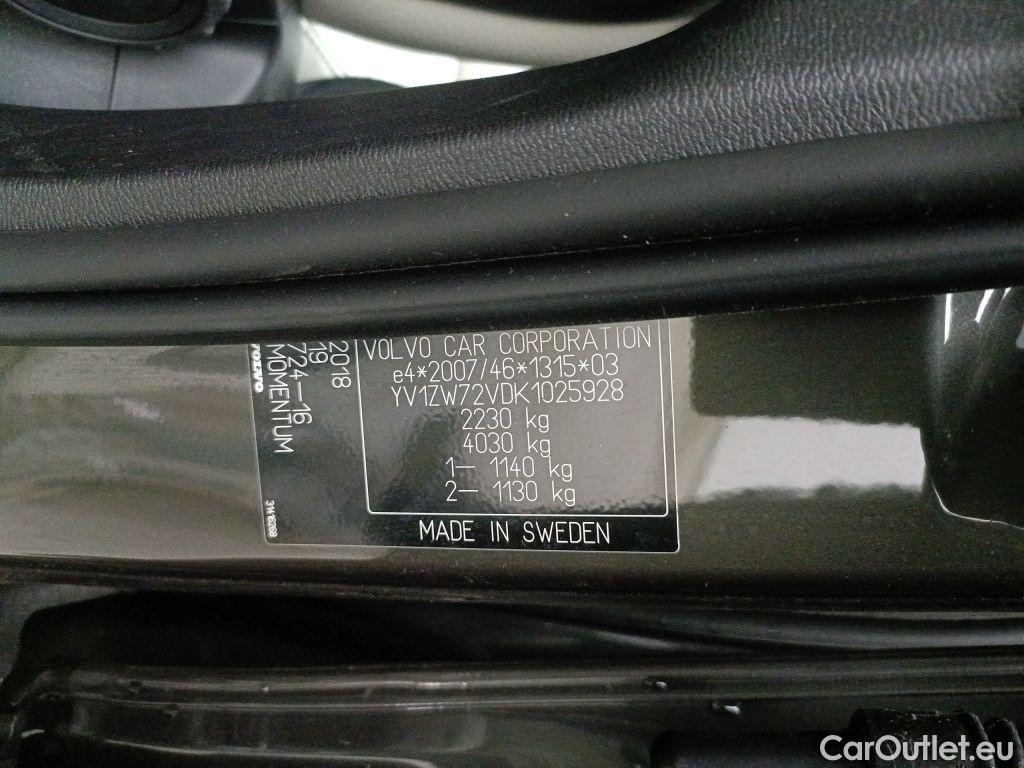 VOLVO CAR CORPORATION
e4*2007/46*1315*03
YV1ZW72VDK1025928
2230 kg
4030 kg
1— 1140 kg
2— 1130 kg
MADE IN SWEDEN
2018
19
724—16
MOMENTUM
VOLVO
31416268
CarOutlet.eu